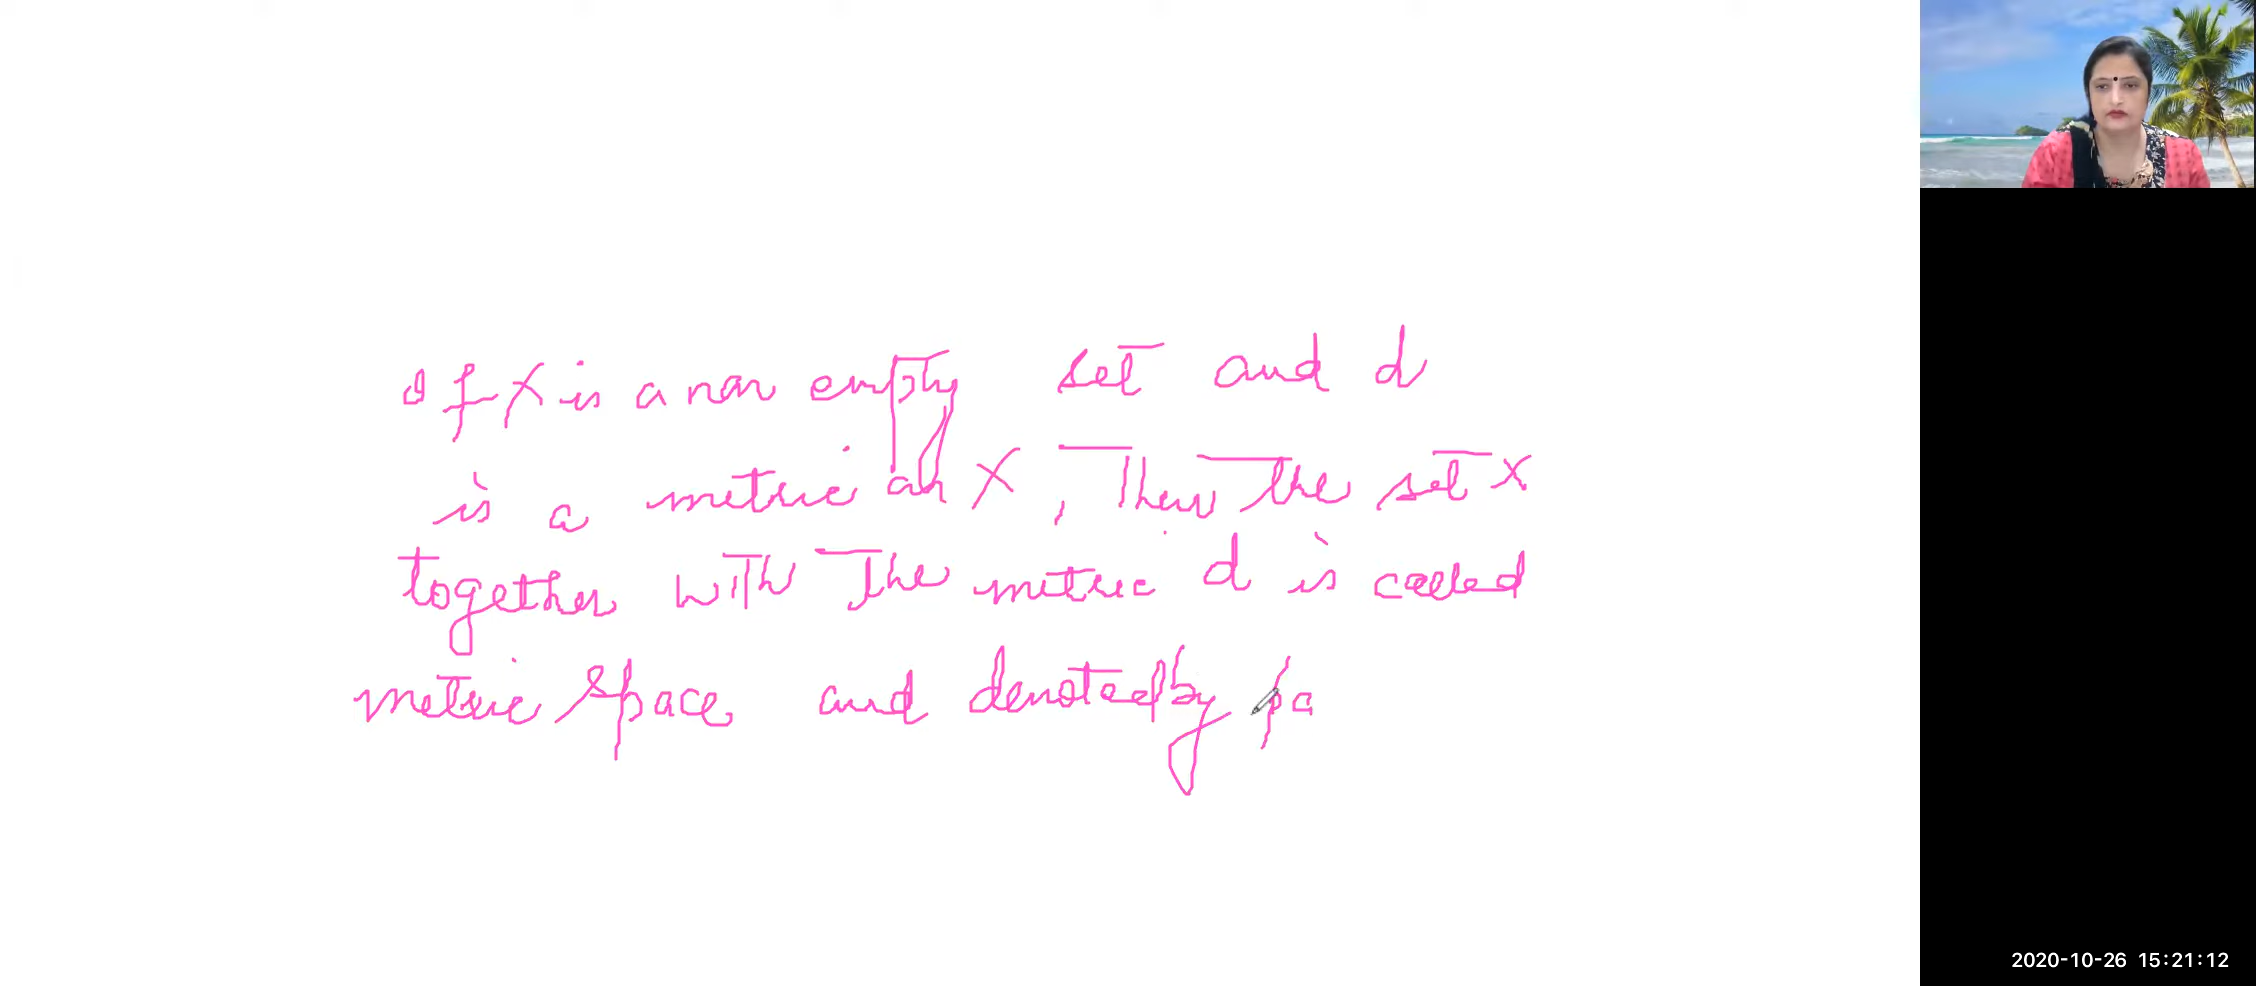 If X is a non empty set and d
is a metric on X, Then the set X
together with the metric d is called
metric space and denoted by pa
2020-10-26 15:21:12